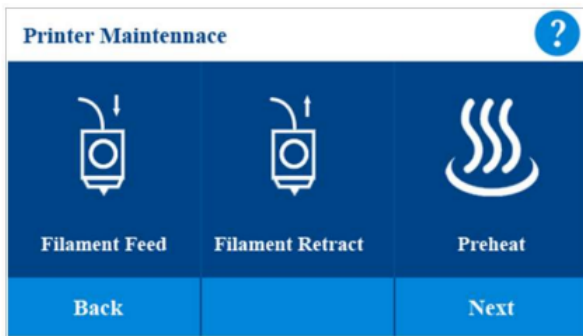 Printer Maintennace
?
Filament Feed
Filament Retract
Preheat
Back
Next